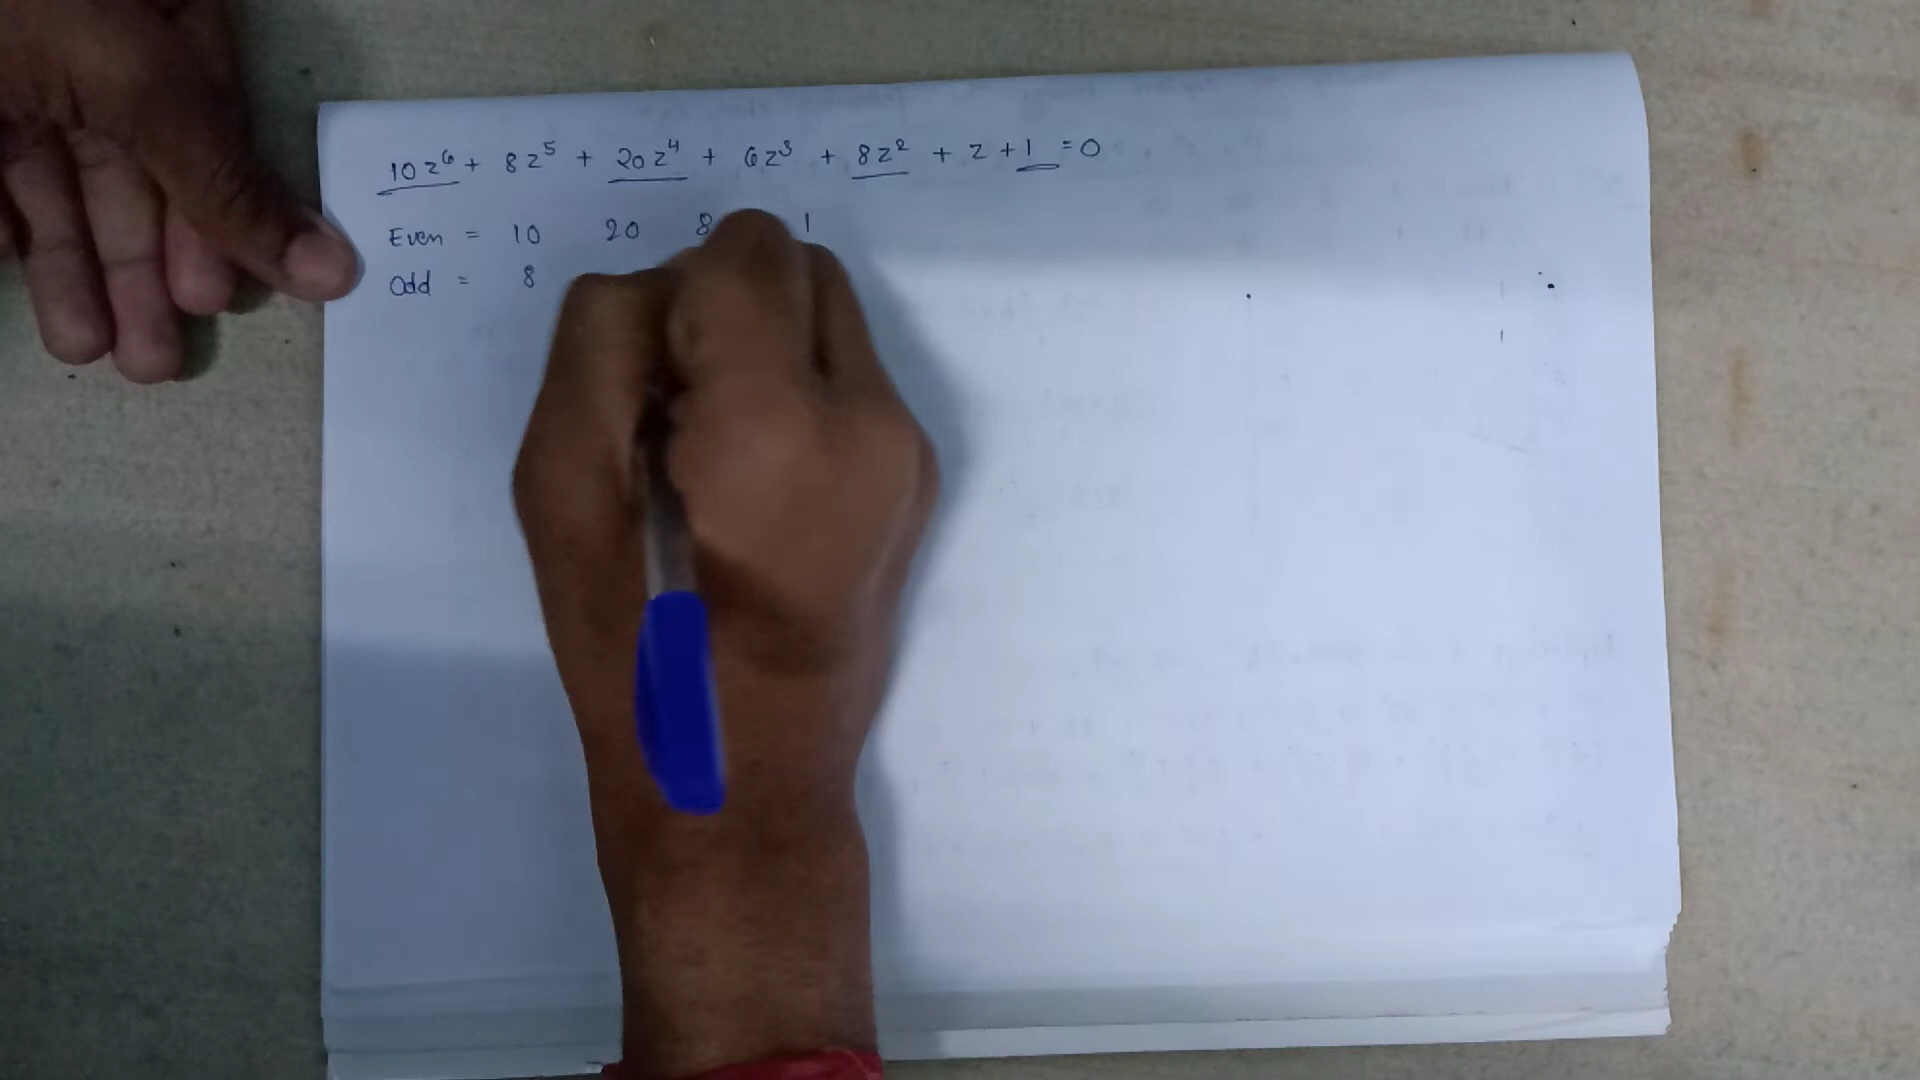 10z⁶ + 8z⁵ + 20z⁴ + 6z³ + 8z² + z + 1 = 0
Even = 10 20 8 1
Odd = 8